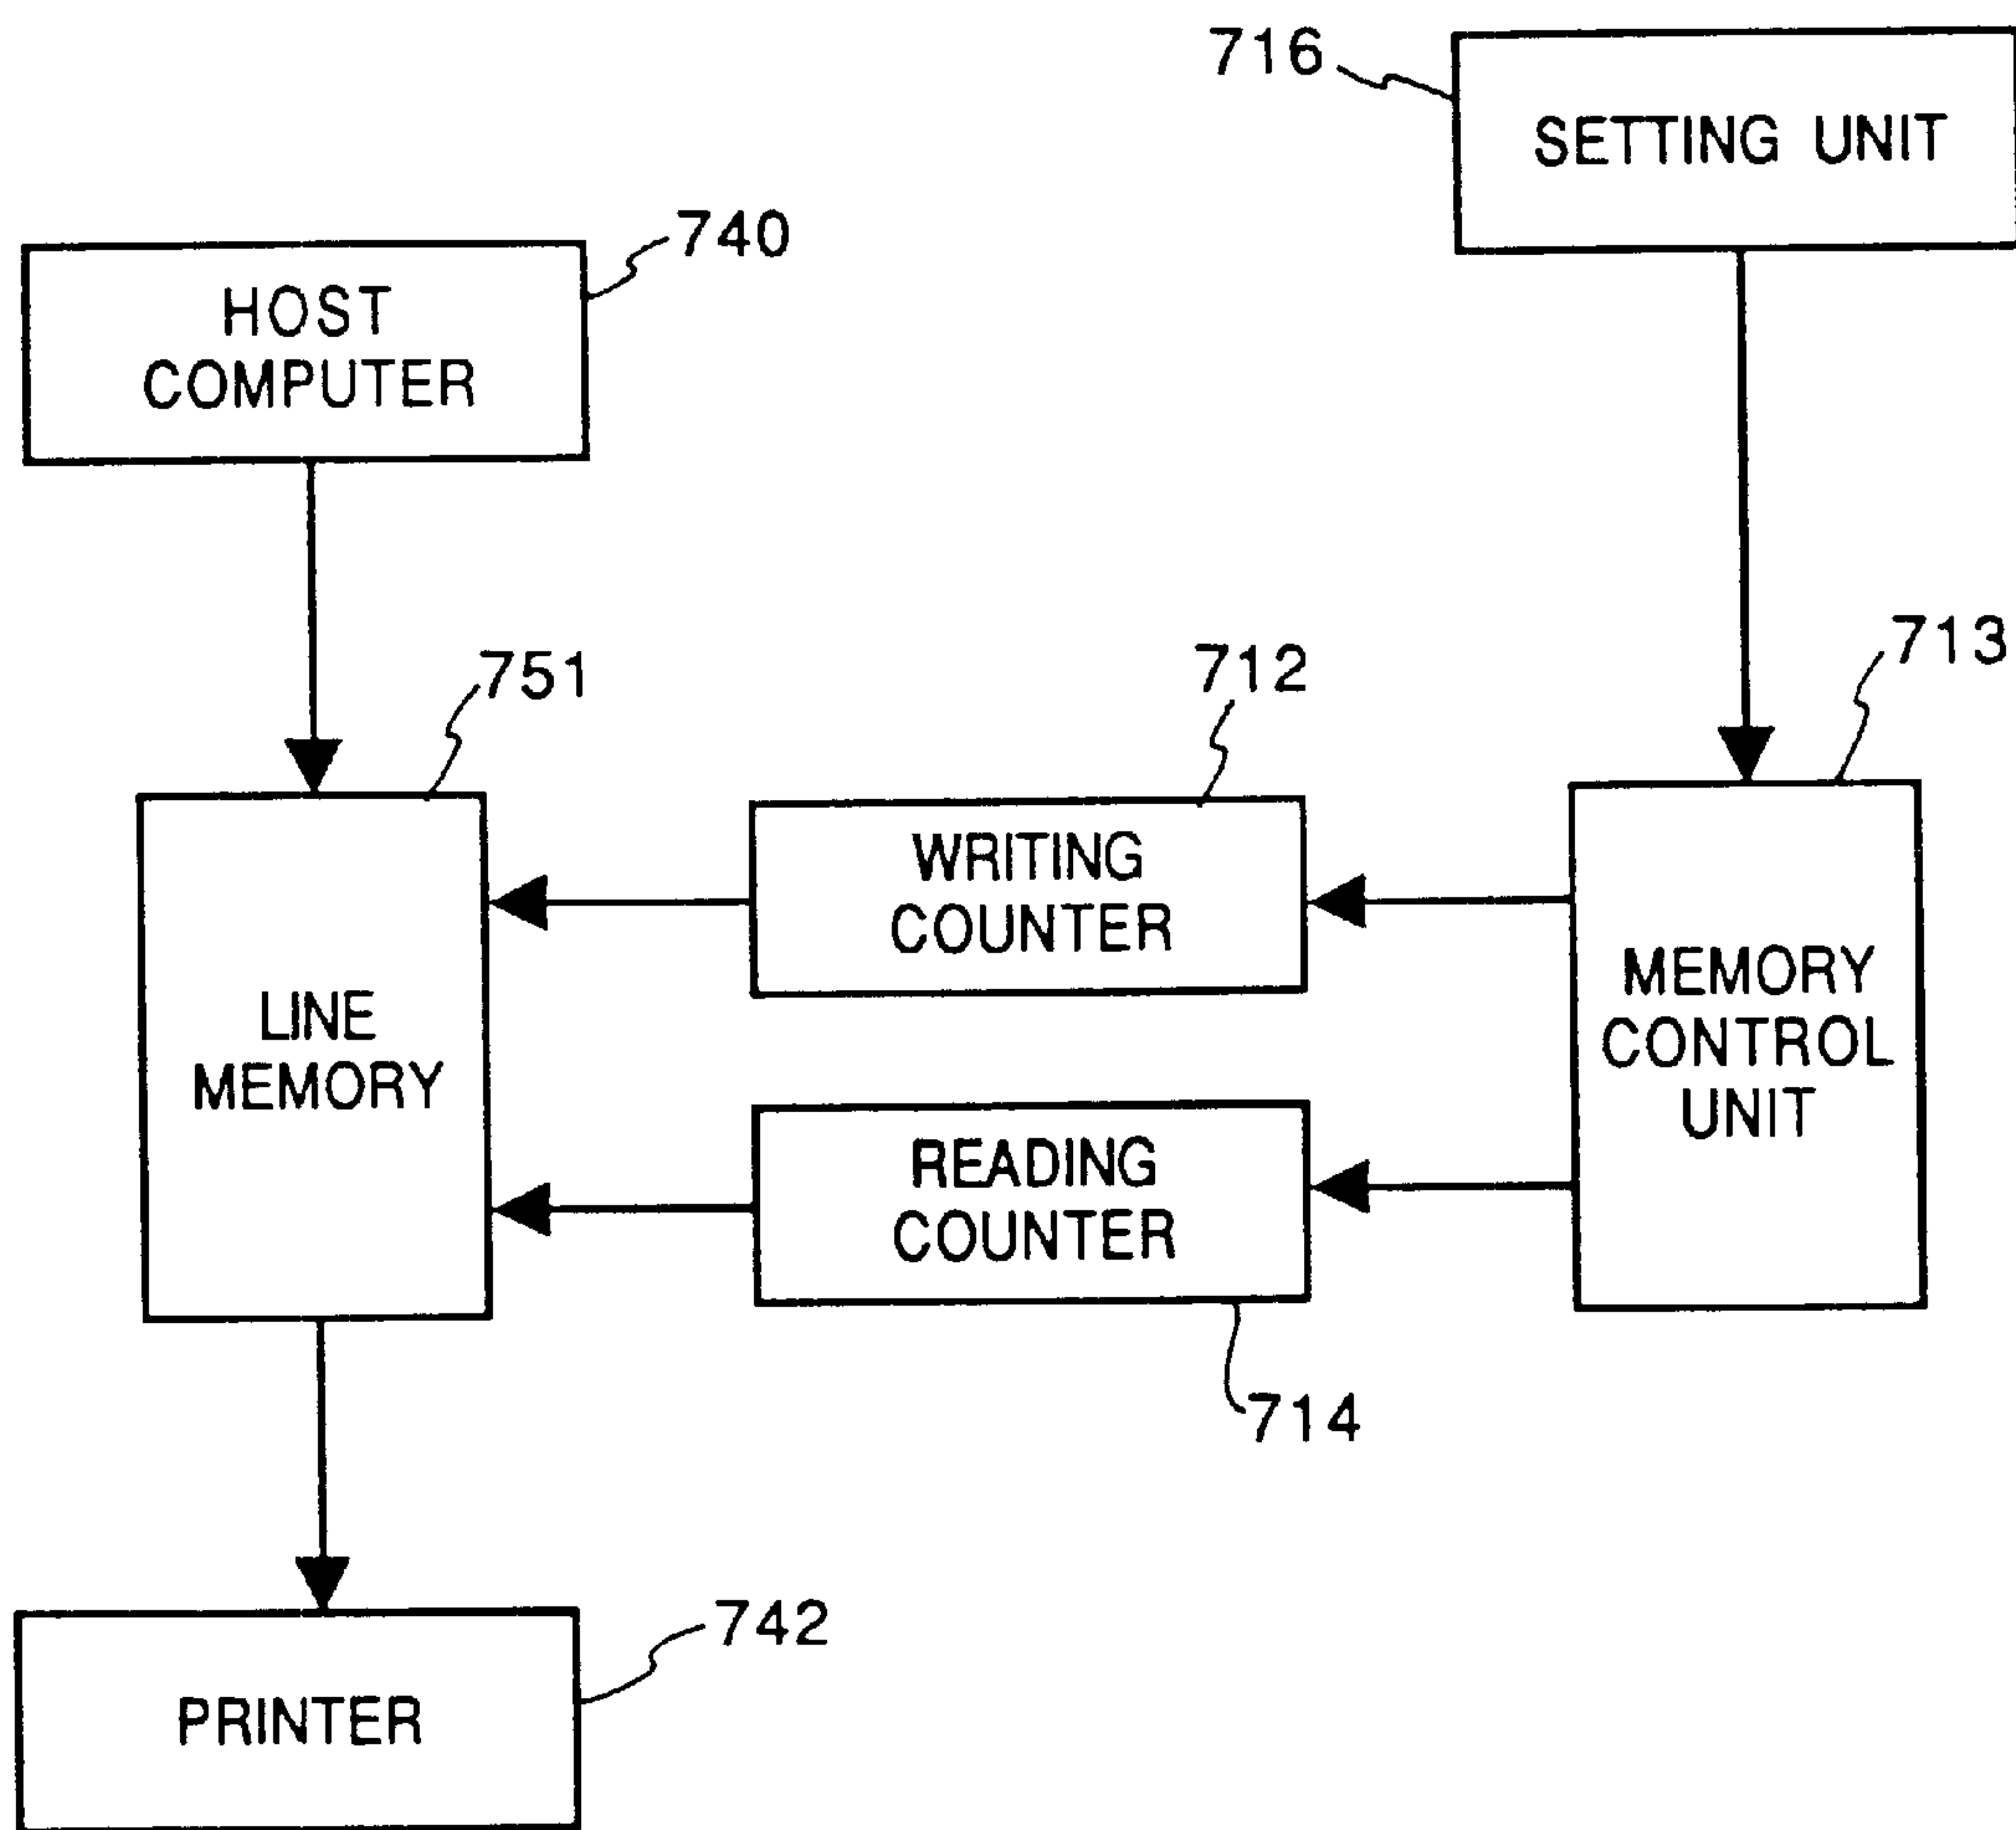 716
SETTING UNIT
740
HOST
COMPUTER
713
751
712
WRITING
COUNTER
MEMORY
CONTROL
UNIT
LINE
MEMORY
READING
COUNTER
714
742
PRINTER